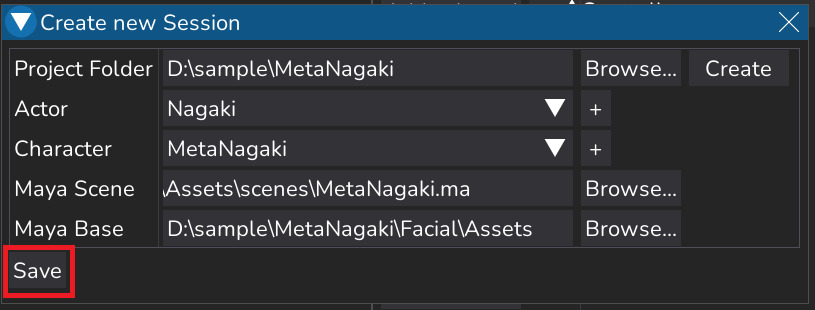 Create new Session
Project Folder D:\sample\MetaNagaki Browse... Create
Actor Nagaki +
Character MetaNagaki +
Maya Scene \Assets\scenes\MetaNagaki.ma Browse...
Maya Base D:\sample\MetaNagaki\Facial\Assets Browse...
Save